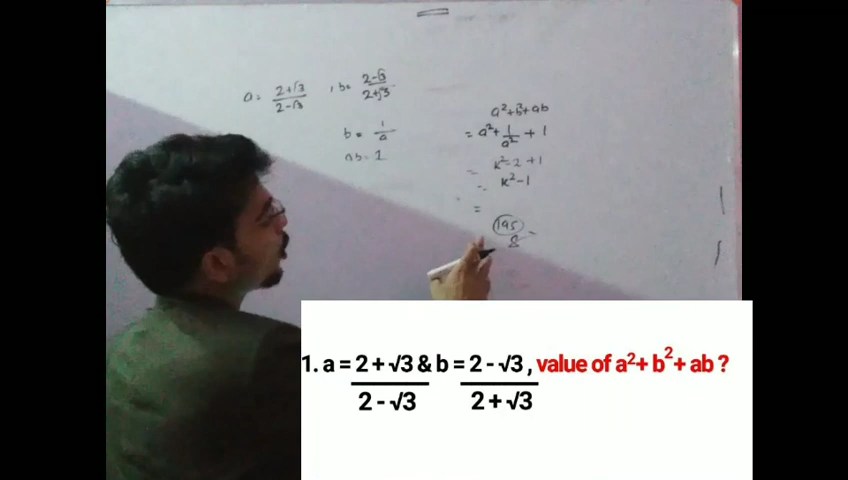 a = 2+√3 / 2-√3 , b = 2-√3 / 2+√3
b = 1/a
ab = 1
a²+b²+ab
= a² + 1/a² + 1
= k²-2+1
= k²-1
=
195
1. a = 2 + √3 / 2 - √3 & b = 2 - √3 / 2 + √3 , value of a²+ b²+ ab ?